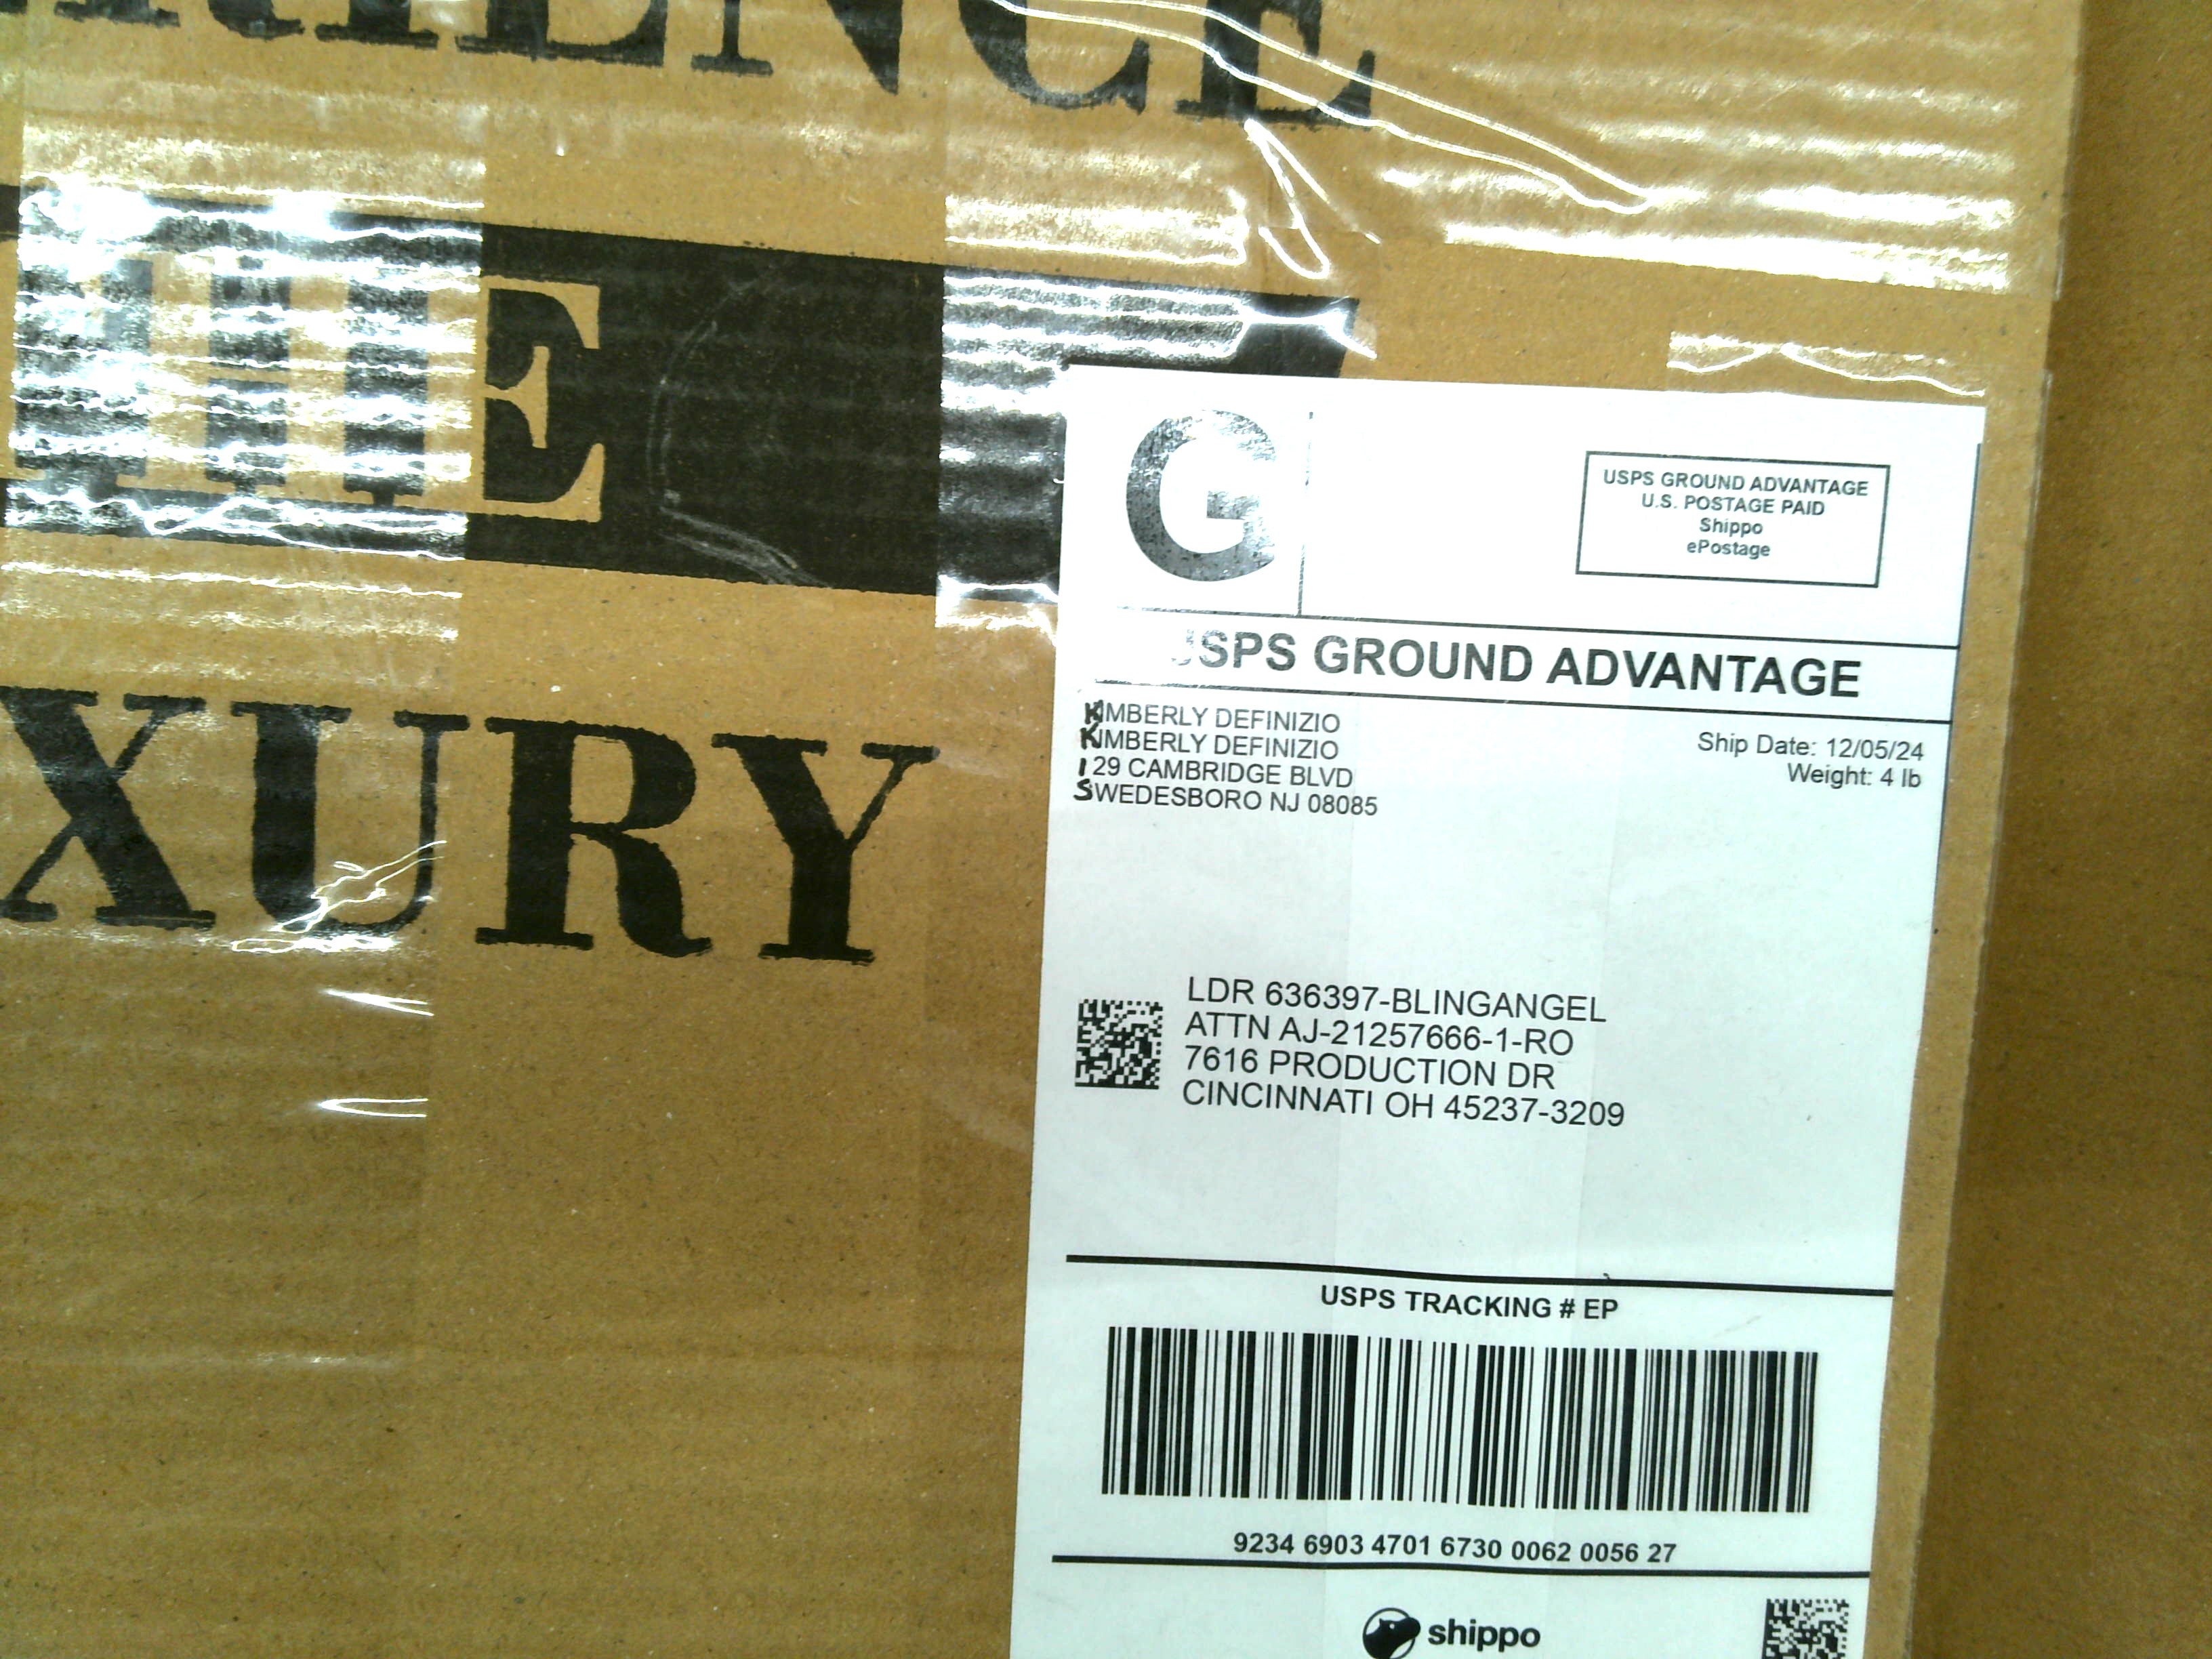 THE
XURY
G
USPS GROUND ADVANTAGE
U.S. POSTAGE PAID
Shippo
ePostage
USPS GROUND ADVANTAGE
KIMBERLY DEFINIZIO
KIMBERLY DEFINIZIO
129 CAMBRIDGE BLVD
SWEDESBORO NJ 08085
Ship Date: 12/05/24
Weight: 4 lb
LDR 636397-BLINGANGEL
ATTN AJ-21257666-1-RO
7616 PRODUCTION DR
CINCINNATI OH 45237-3209
USPS TRACKING # EP
9234 6903 4701 6730 0062 0056 27
shippo